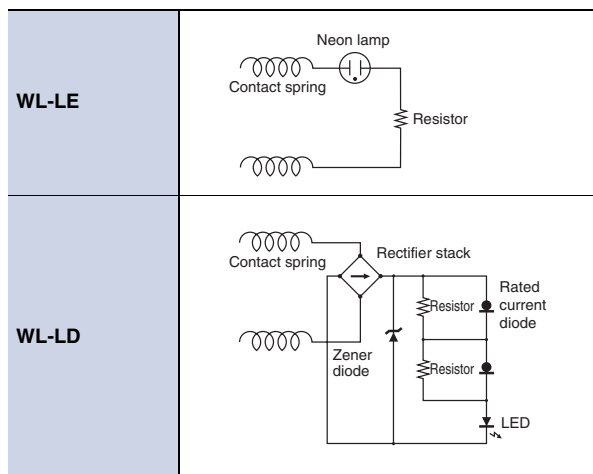 WL-LE
Neon lamp
Contact spring
Resistor
WL-LD
Contact spring
Rectifier stack
Zener
diode
Resistor
Rated
current
diode
Resistor
LED